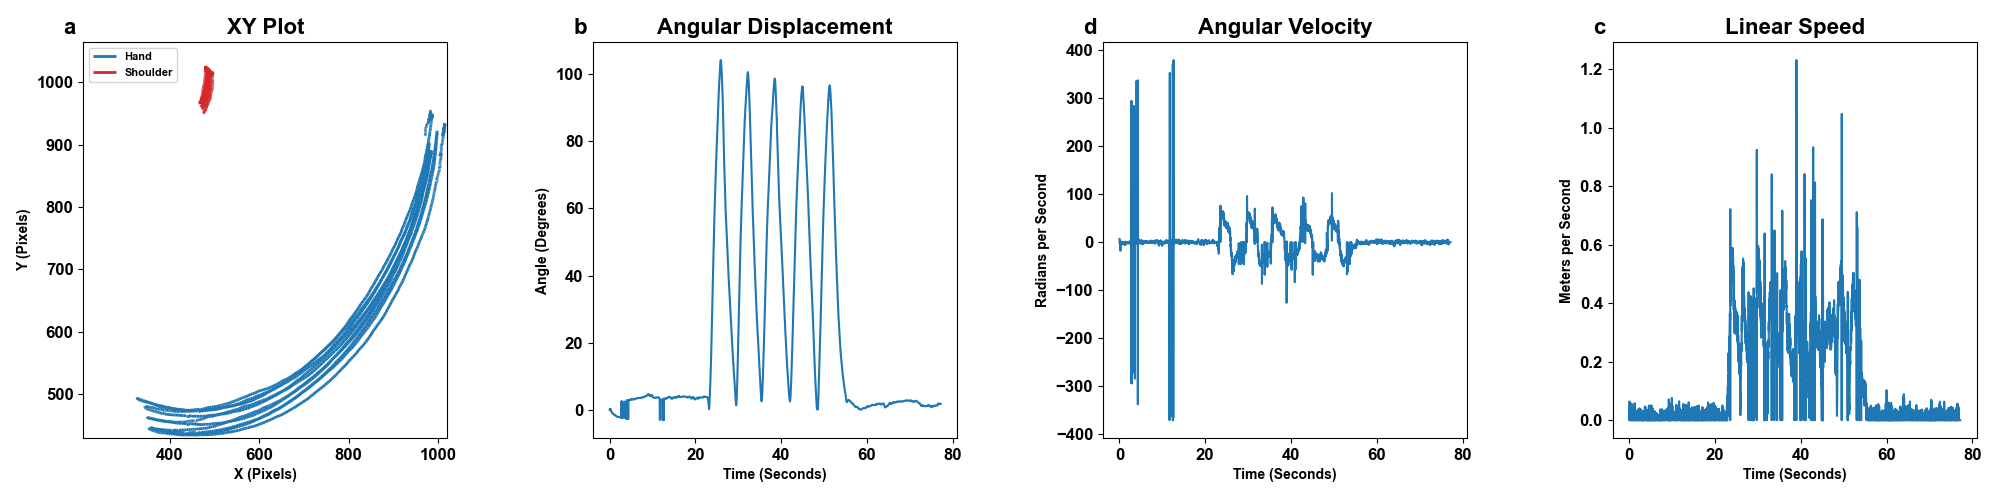 a XY Plot
Hand
Shoulder
1000
900
800
700
600
500
Y (Pixels)
400 600 800 1000
X (Pixels)
b Angular Displacement
100
80
60
40
20
0
Angle (Degrees)
0 20 40 60 80
Time (Seconds)
d Angular Velocity
400
300
200
100
0
−100
−200
−300
−400
Radians per Second
0 20 40 60 80
Time (Seconds)
c Linear Speed
1.2
1.0
0.8
0.6
0.4
0.2
0.0
Meters per Second
0 20 40 60 80
Time (Seconds)